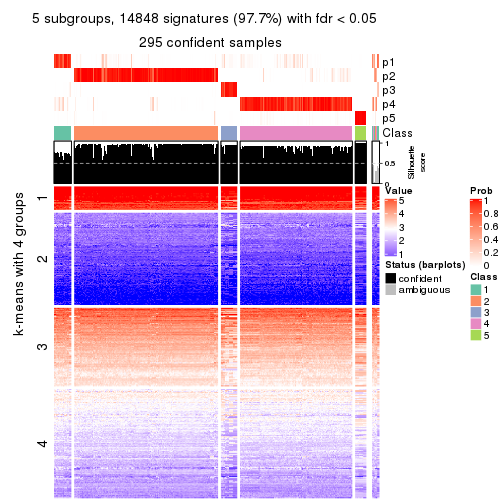 5 subgroups, 14848 signatures (97.7%) with fdr < 0.05
295 confident samples
p1
p2
p3
p4
p5
Class
1
0.5
0
Silhouette
score
k-means with 4 groups
1
2
3
4
Value
5
4
3
2
1
Status (barplots)
confident
ambiguous
Prob
1
0.8
0.6
0.4
0.2
0
Class
1
2
3
4
5